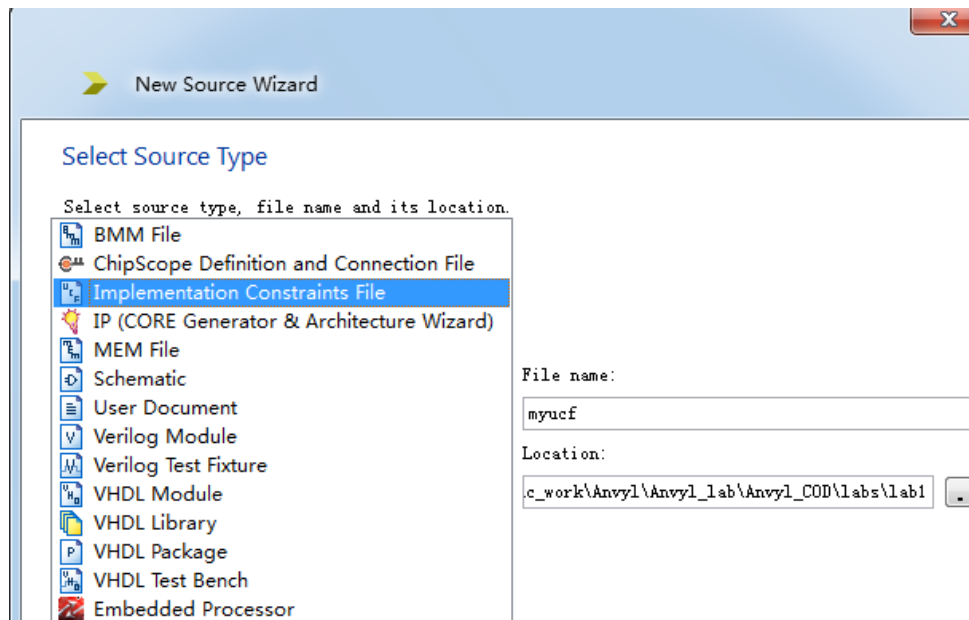 New Source Wizard
Select Source Type
Select source type, file name and its location.
BMM File
ChipScope Definition and Connection File
Implementation Constraints File
IP (CORE Generator & Architecture Wizard)
MEM File
Schematic
User Document
Verilog Module
Verilog Test Fixture
VHDL Module
VHDL Library
VHDL Package
VHDL Test Bench
Embedded Processor
File name:
myucf
Location:
.c_work\Anvyl\Anvyl_lab\Anvyl_COD\labs\lab1
.